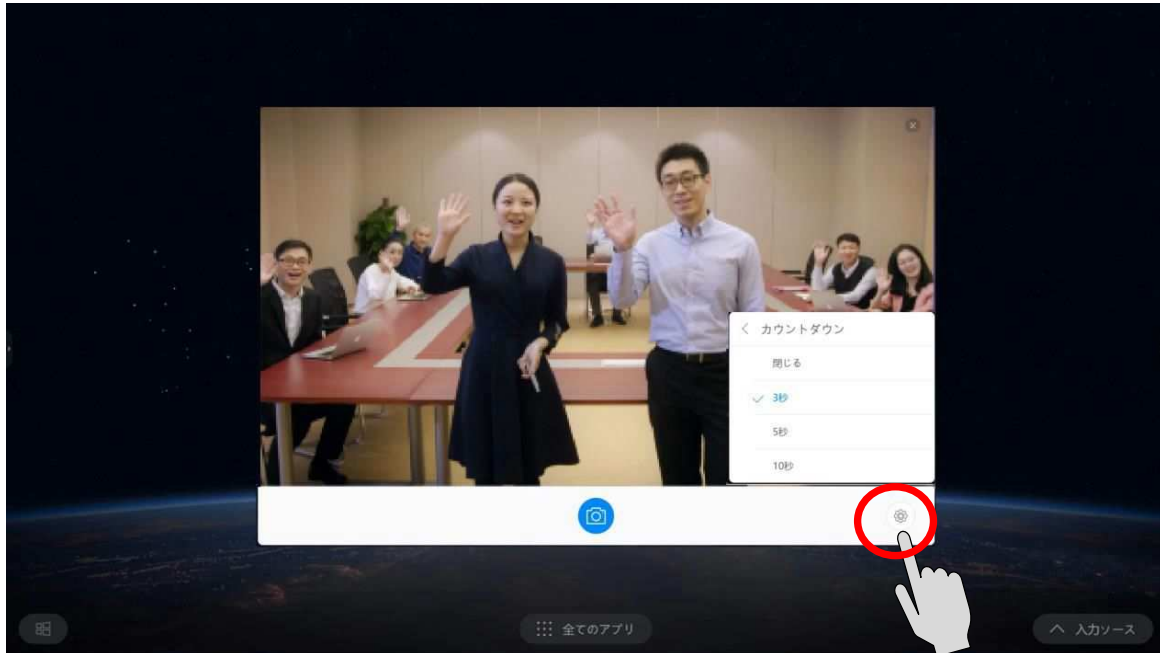 カウントダウン
閉じる
3秒
5秒
10秒
全てのアプリ
入力ソース